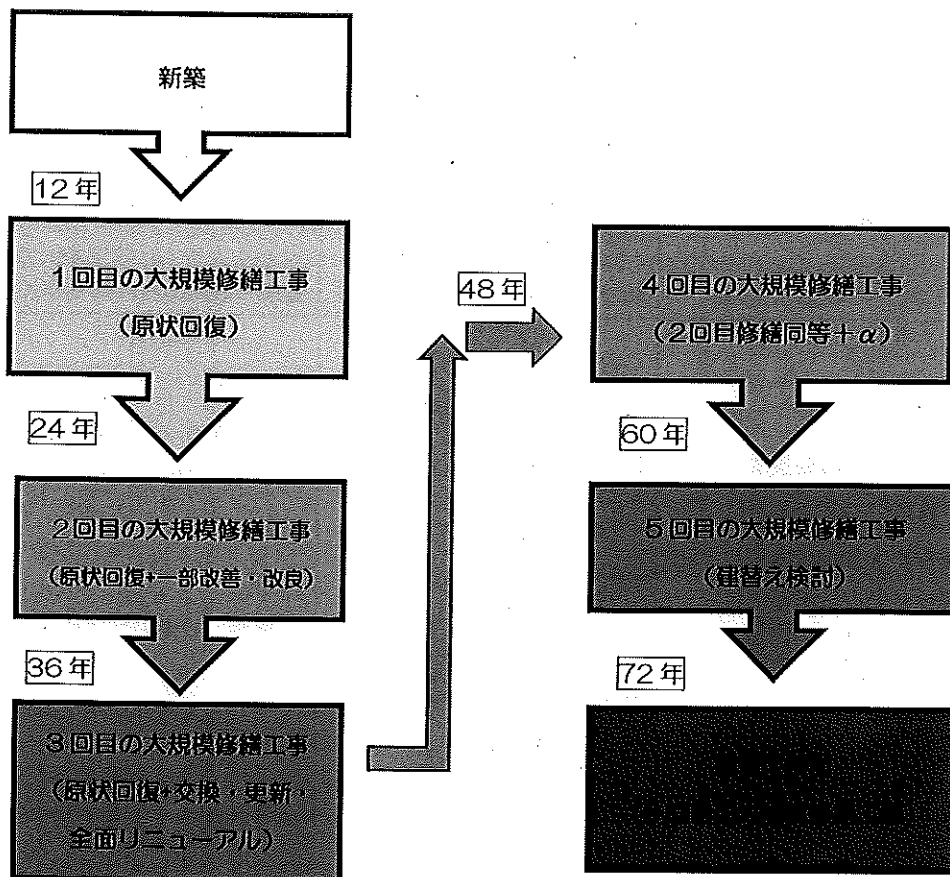 新築
12年
1回目の大規模修繕工事
(原状回復)
24年
2回目の大規模修繕工事
(原状回復+一部改善・改良)
36年
3回目の大規模修繕工事
(原状回復+交換・更新・
全面リニューアル)
48年
4回目の大規模修繕工事
(2回目修繕同等+α)
60年
5回目の大規模修繕工事
(建替え検討)
72年